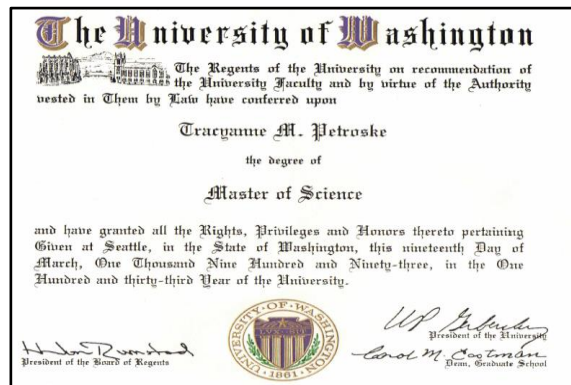 The University of Washington
The Regents of the University on recommendation of
the University Faculty and by virtue of the Authority
vested in Them by Law have conferred upon
Tracyanne M. Petroske
the degree of
Master of Science
and have granted all the Rights, Privileges and Honors thereto pertaining
Given at Seattle, in the State of Washington, this nineteenth Day of
March, One Thousand Nine Hundred and Ninety-three, in the One
Hundred and thirty-third Year of the University.
UNIVERSITY·OF·WASHINGTON
LUX SIT
1861
President of the University
President of the Board of Regents
Carol M. Eastman
Dean, Graduate School